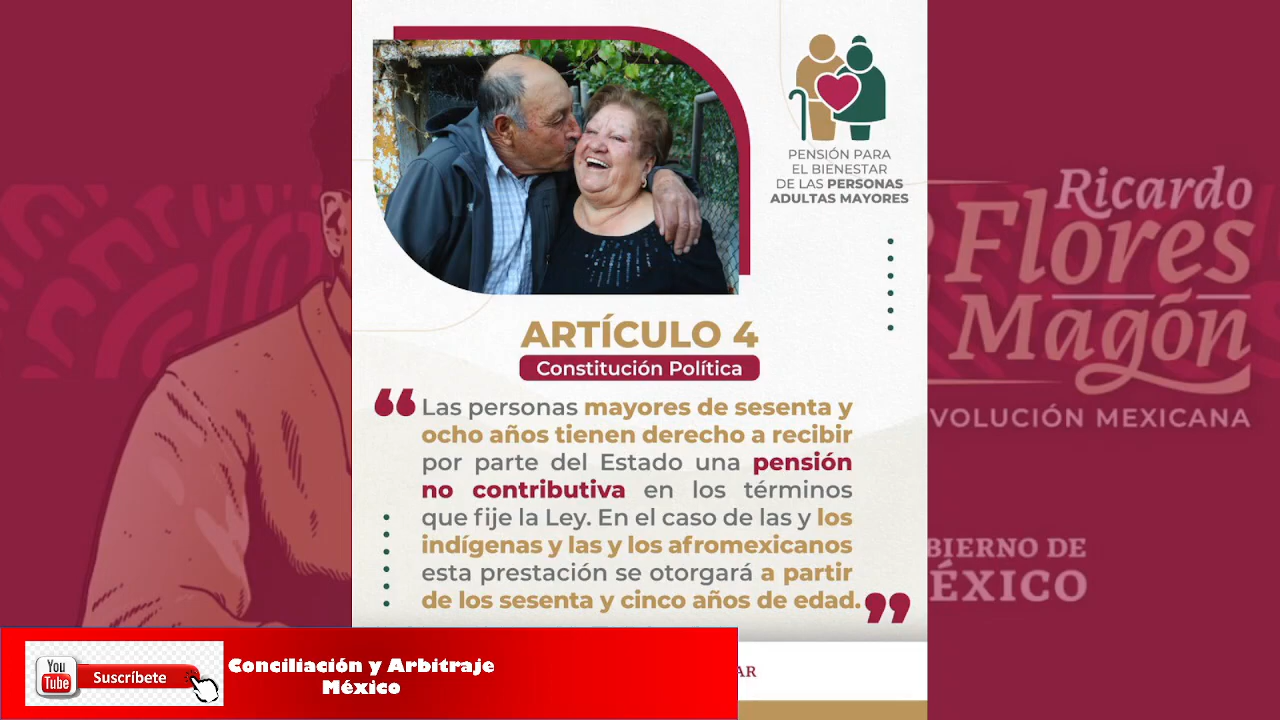 PENSIÓN PARA
EL BIENESTAR
DE LAS PERSONAS
ADULTAS MAYORES
Ricardo
Flores
Magón
VOLUCIÓN MEXICANA
ARTÍCULO 4
Constitución Política
“Las personas mayores de sesenta y
ocho años tienen derecho a recibir
por parte del Estado una pensión
no contributiva en los términos
que fije la Ley. En el caso de las y los
indígenas y las y los afromexicanos
esta prestación se otorgará a partir
de los sesenta y cinco años de edad.”
BIERNO DE
ÉXICO
You
Tube
Suscríbete
Conciliación y Arbitraje
México
AR